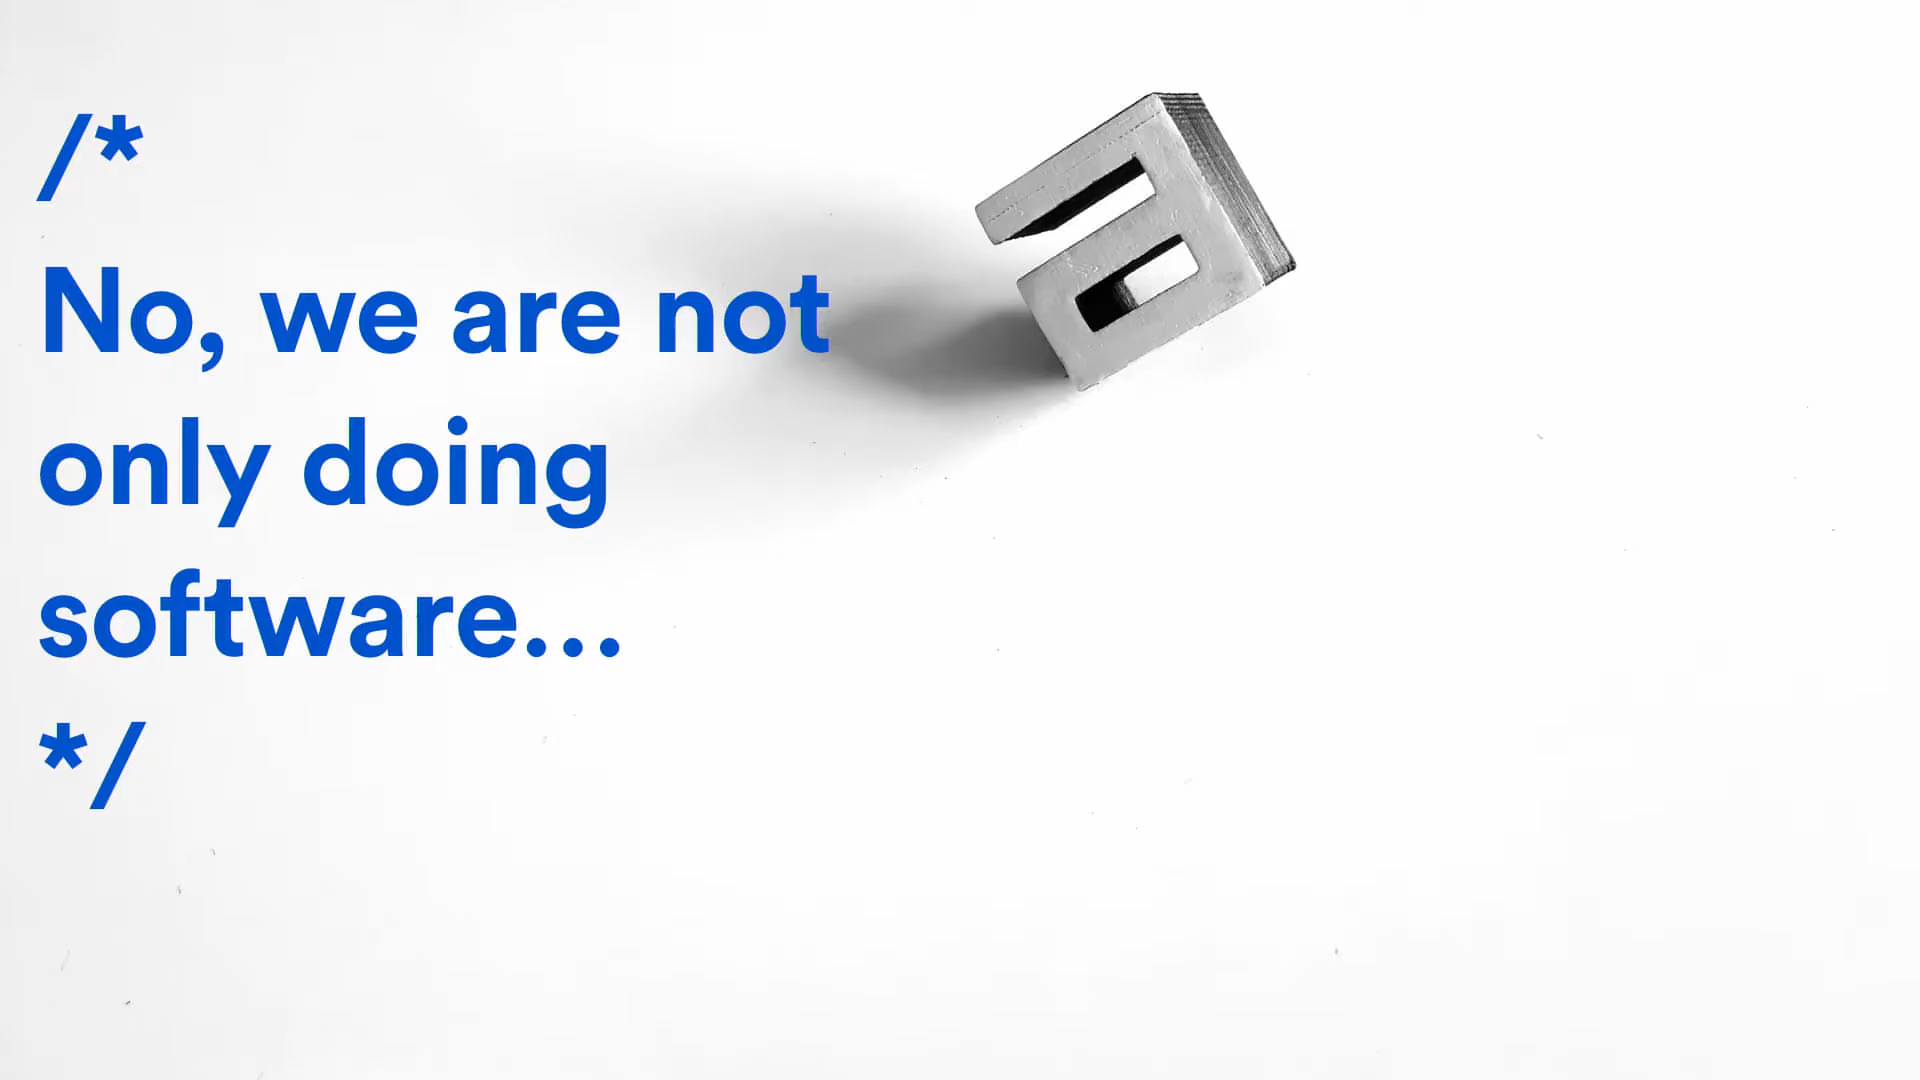 /*
No, we are not
only doing
software...
*/
a